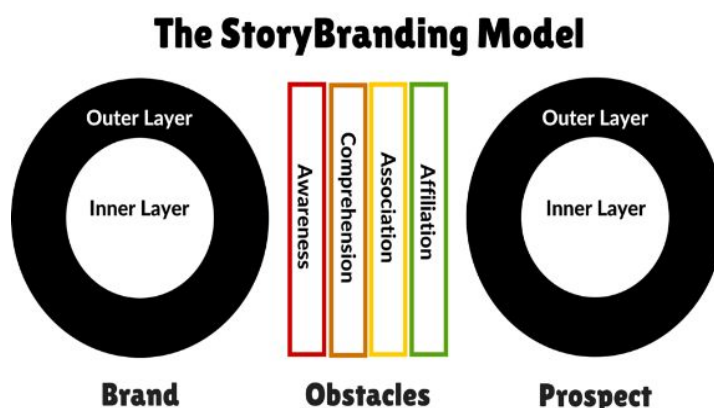 The StoryBranding Model
Outer Layer
Inner Layer
Awareness
Comprehension
Association
Affiliation
Outer Layer
Inner Layer
Brand
Obstacles
Prospect